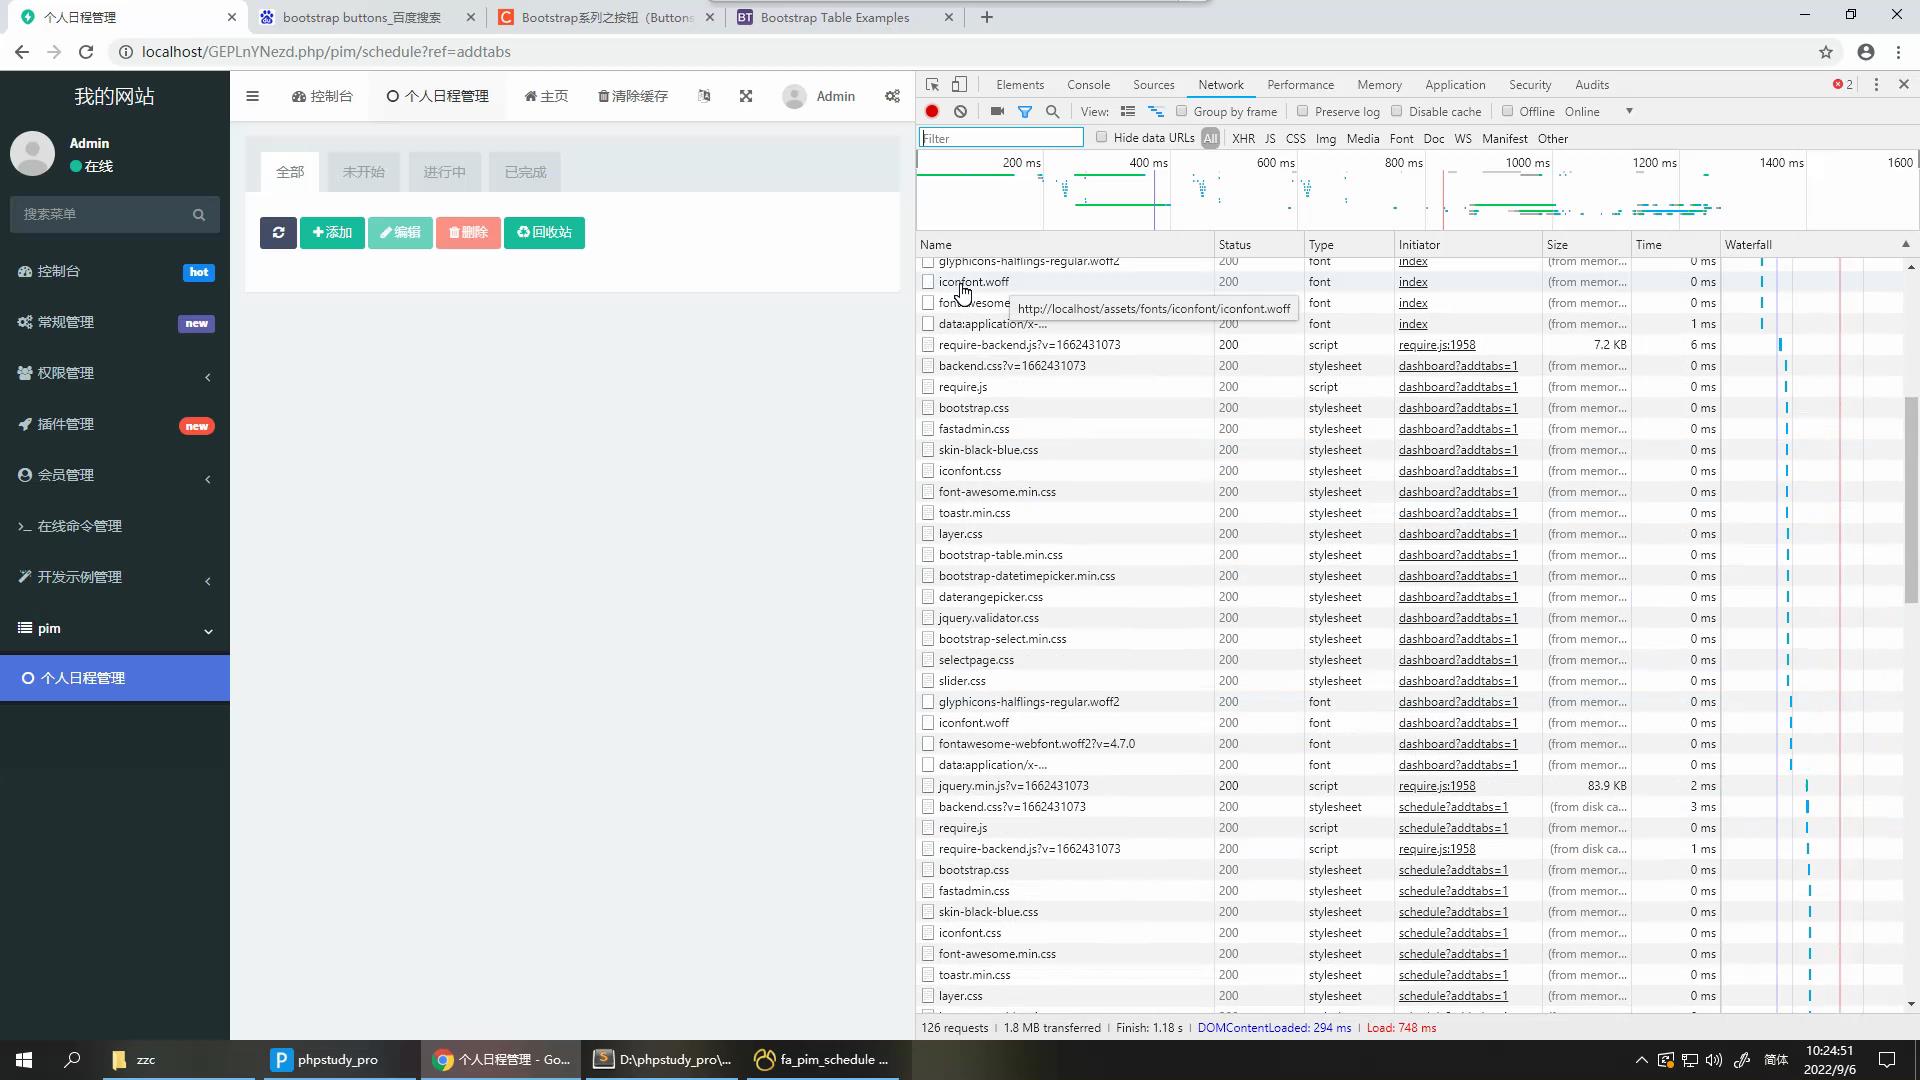 个人日程管理
bootstrap buttons_百度搜索
Bootstrap系列之按钮（Buttons
Bootstrap Table Examples
localhost/GEPLnYNezd.php/pim/schedule?ref=addtabs
我的网站
控制台
个人日程管理
主页
清除缓存
Admin
Admin
在线
搜索菜单
控制台 hot
常规管理 new
权限管理
插件管理 new
会员管理
在线命令管理
开发示例管理
pim
个人日程管理
全部 未开始 进行中 已完成
添加 编辑 删除 回收站
Elements Console Sources Network Performance Memory Application Security Audits 2
View: Group by frame Preserve log Disable cache Offline Online
Filter Hide data URLs All XHR JS CSS Img Media Font Doc WS Manifest Other
200 ms 400 ms 600 ms 800 ms 1000 ms 1200 ms 1400 ms 1600
Name Status Type Initiator Size Time Waterfall
glyphicons-halflings-regular.woff2 200 font index (from memor... 0 ms
iconfont.woff 200 font index (from memor... 0 ms
http://localhost/assets/fonts/iconfont/iconfont.woff
font index (from memor... 0 ms
data:application/x-... 200 font index (from memor... 1 ms
require-backend.js?v=1662431073 200 script require.js:1958 7.2 KB 6 ms
backend.css?v=1662431073 200 stylesheet dashboard?addtabs=1 (from memor... 0 ms
require.js 200 script dashboard?addtabs=1 (from memor... 0 ms
bootstrap.css 200 stylesheet dashboard?addtabs=1 (from memor... 0 ms
fastadmin.css 200 stylesheet dashboard?addtabs=1 (from memor... 0 ms
skin-black-blue.css 200 stylesheet dashboard?addtabs=1 (from memor... 0 ms
iconfont.css 200 stylesheet dashboard?addtabs=1 (from memor... 0 ms
font-awesome.min.css 200 stylesheet dashboard?addtabs=1 (from memor... 0 ms
toastr.min.css 200 stylesheet dashboard?addtabs=1 (from memor... 0 ms
layer.css 200 stylesheet dashboard?addtabs=1 (from memor... 0 ms
bootstrap-table.min.css 200 stylesheet dashboard?addtabs=1 (from memor... 0 ms
bootstrap-datetimepicker.min.css 200 stylesheet dashboard?addtabs=1 (from memor... 0 ms
daterangepicker.css 200 stylesheet dashboard?addtabs=1 (from memor... 0 ms
jquery.validator.css 200 stylesheet dashboard?addtabs=1 (from memor... 0 ms
bootstrap-select.min.css 200 stylesheet dashboard?addtabs=1 (from memor... 0 ms
selectpage.css 200 stylesheet dashboard?addtabs=1 (from memor... 0 ms
slider.css 200 stylesheet dashboard?addtabs=1 (from memor... 0 ms
glyphicons-halflings-regular.woff2 200 font dashboard?addtabs=1 (from memor... 0 ms
iconfont.woff 200 font dashboard?addtabs=1 (from memor... 0 ms
fontawesome-webfont.woff2?v=4.7.0 200 font dashboard?addtabs=1 (from memor... 0 ms
data:application/x-... 200 font dashboard?addtabs=1 (from memor... 0 ms
jquery.min.js?v=1662431073 200 script require.js:1958 83.9 KB 2 ms
backend.css?v=1662431073 200 stylesheet schedule?addtabs=1 (from disk ca... 3 ms
require.js 200 script schedule?addtabs=1 (from memor... 0 ms
require-backend.js?v=1662431073 200 script require.js:1958 (from disk ca... 1 ms
bootstrap.css 200 stylesheet schedule?addtabs=1 (from memor... 0 ms
fastadmin.css 200 stylesheet schedule?addtabs=1 (from memor... 0 ms
skin-black-blue.css 200 stylesheet schedule?addtabs=1 (from memor... 0 ms
iconfont.css 200 stylesheet schedule?addtabs=1 (from memor... 0 ms
font-awesome.min.css 200 stylesheet schedule?addtabs=1 (from memor... 0 ms
toastr.min.css 200 stylesheet schedule?addtabs=1 (from memor... 0 ms
layer.css 200 stylesheet schedule?addtabs=1 (from memor... 0 ms
126 requests | 1.8 MB transferred | Finish: 1.18 s | DOMContentLoaded: 294 ms | Load: 748 ms
zzc
phpstudy_pro
个人日程管理 - Go...
D:\phpstudy_pro\...
fa_pim_schedule ...
简体
10:24:51
2022/9/6